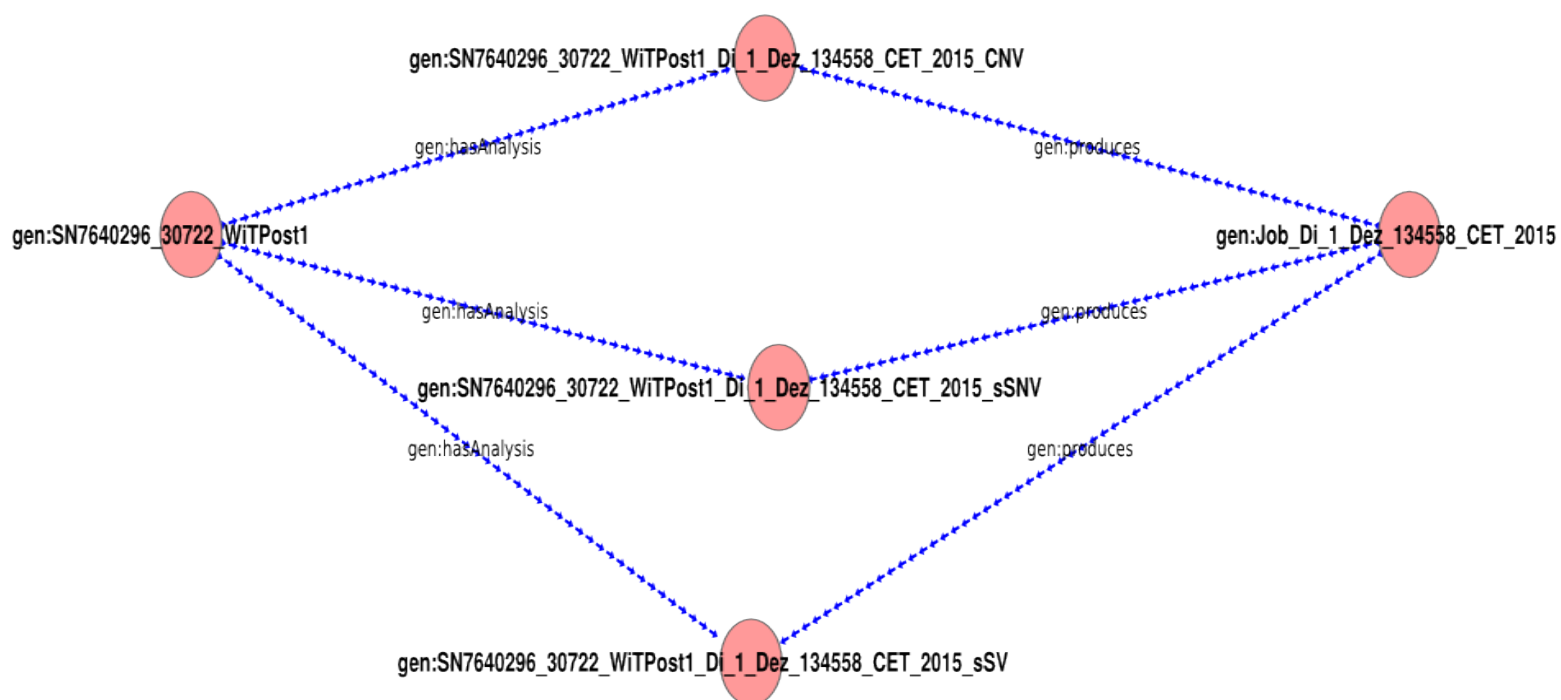 gen:SN7640296_30722_WiTPost1_Di_1_Dez_134558_CET_2015_CNV
gen:hasAnalysis
gen:produces
gen:SN7640296_30722_WiTPost1
gen:Job_Di_1_Dez_134558_CET_2015
gen:hasAnalysis
gen:produces
gen:SN7640296_30722_WiTPost1_Di_1_Dez_134558_CET_2015_sSNV
gen:hasAnalysis
gen:produces
gen:SN7640296_30722_WiTPost1_Di_1_Dez_134558_CET_2015_sSV